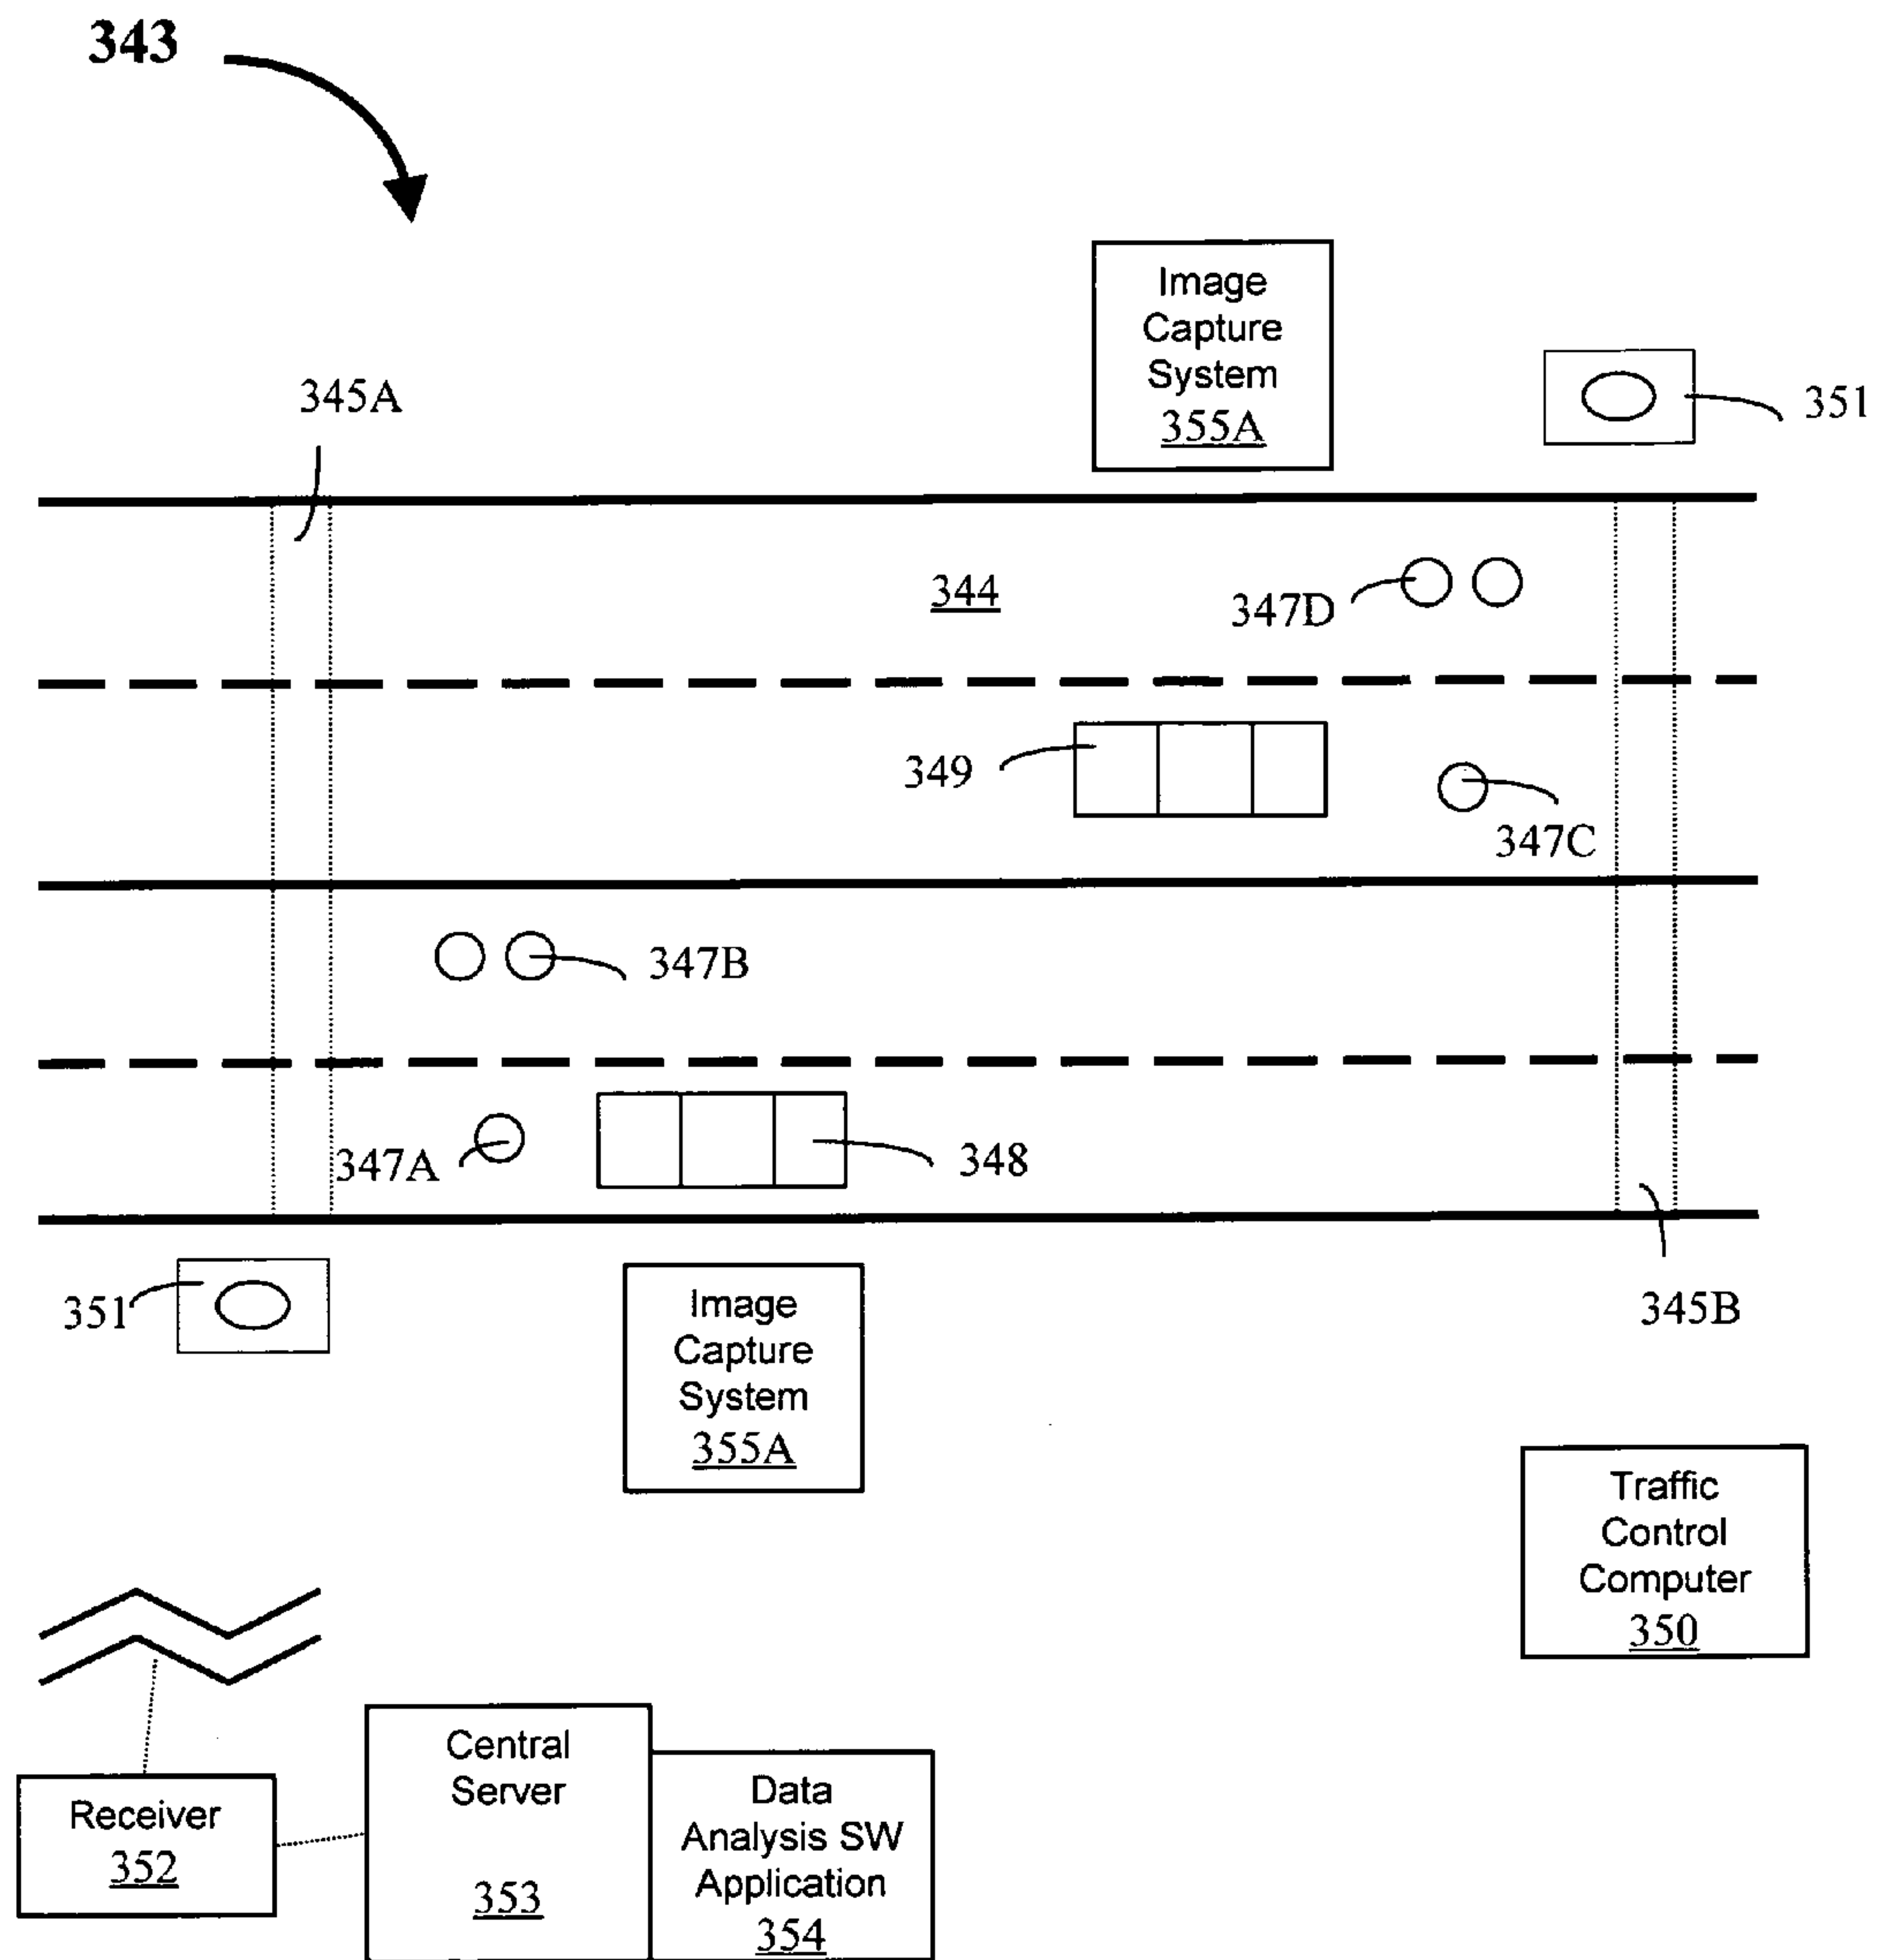 343
Image
Capture
System
355A
351
345A
344
347D
349
347C
347B
347A
348
351
345B
Image
Capture
System
355A
Traffic
Control
Computer
350
Central
Server
353
Receiver
352
Data
Analysis SW
Application
354